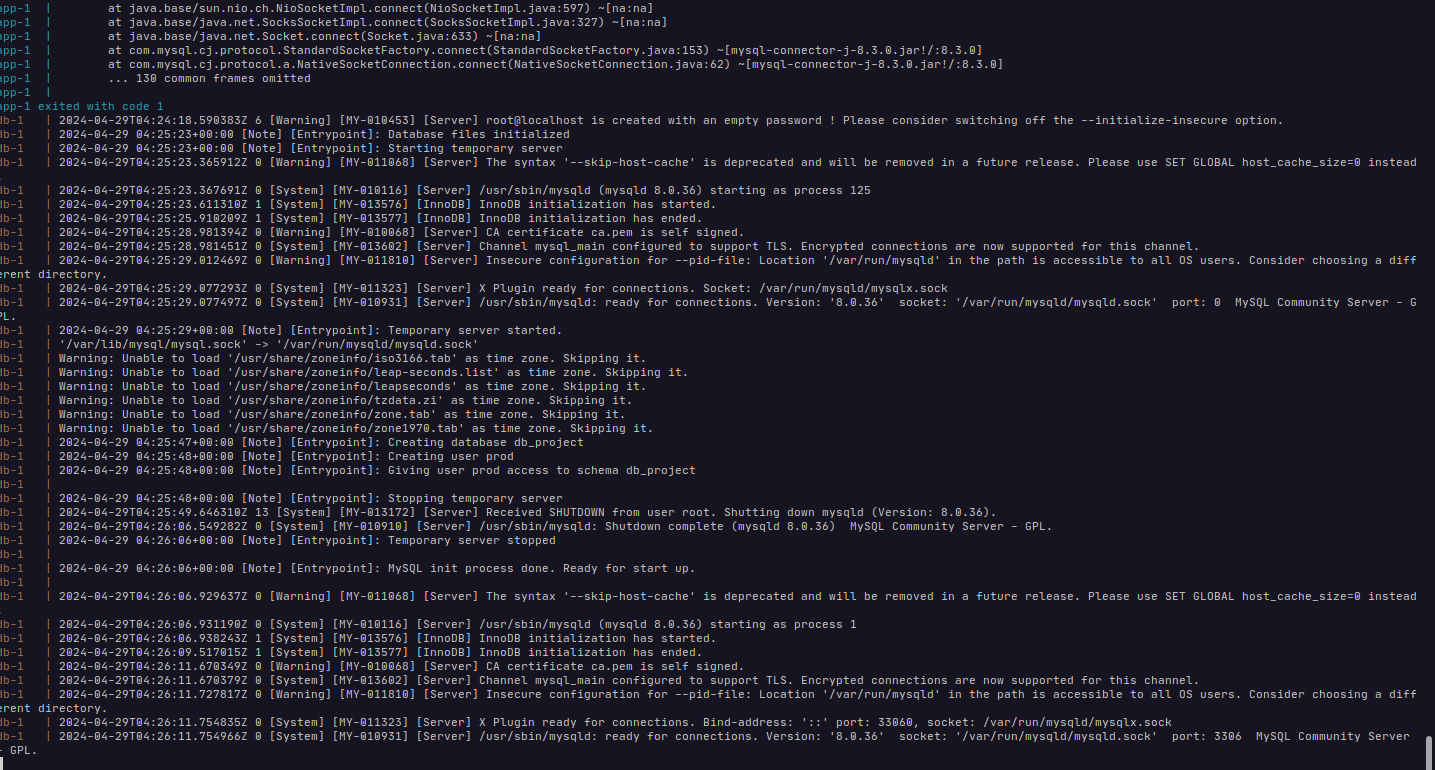 app-1  |        at java.base/sun.nio.ch.NioSocketImpl.connect(NioSocketImpl.java:597) ~[na:na]
app-1  |        at java.base/java.net.SocksSocketImpl.connect(SocksSocketImpl.java:327) ~[na:na]
app-1  |        at java.base/java.net.Socket.connect(Socket.java:633) ~[na:na]
app-1  |        at com.mysql.cj.protocol.StandardSocketFactory.connect(StandardSocketFactory.java:153) ~[mysql-connector-j-8.3.0.jar!/:8.3.0]
app-1  |        at com.mysql.cj.protocol.a.NativeSocketConnection.connect(NativeSocketConnection.java:62) ~[mysql-connector-j-8.3.0.jar!/:8.3.0]
app-1  |        ... 130 common frames omitted
app-1  |
app-1 exited with code 1
db-1   | 2024-04-29T04:24:18.590383Z 6 [Warning] [MY-010453] [Server] root@localhost is created with an empty password ! Please consider switching off the --initialize-insecure option.
db-1   | 2024-04-29 04:25:23+00:00 [Note] [Entrypoint]: Database files initialized
db-1   | 2024-04-29 04:25:23+00:00 [Note] [Entrypoint]: Starting temporary server
db-1   | 2024-04-29T04:25:23.365912Z 0 [Warning] [MY-011068] [Server] The syntax '--skip-host-cache' is deprecated and will be removed in a future release. Please use SET GLOBAL host_cache_size=0 instead
.
db-1   | 2024-04-29T04:25:23.367691Z 0 [System] [MY-010116] [Server] /usr/sbin/mysqld (mysqld 8.0.36) starting as process 125
db-1   | 2024-04-29T04:25:23.611310Z 1 [System] [MY-013576] [InnoDB] InnoDB initialization has started.
db-1   | 2024-04-29T04:25:25.910209Z 1 [System] [MY-013577] [InnoDB] InnoDB initialization has ended.
db-1   | 2024-04-29T04:25:28.981394Z 0 [Warning] [MY-010068] [Server] CA certificate ca.pem is self signed.
db-1   | 2024-04-29T04:25:28.981451Z 0 [System] [MY-013602] [Server] Channel mysql_main configured to support TLS. Encrypted connections are now supported for this channel.
db-1   | 2024-04-29T04:25:29.012469Z 0 [Warning] [MY-011810] [Server] Insecure configuration for --pid-file: Location '/var/run/mysqld' in the path is accessible to all OS users. Consider choosing a diff
erent directory.
db-1   | 2024-04-29T04:25:29.077293Z 0 [System] [MY-011323] [Server] X Plugin ready for connections. Socket: /var/run/mysqld/mysqlx.sock
db-1   | 2024-04-29T04:25:29.077497Z 0 [System] [MY-010931] [Server] /usr/sbin/mysqld: ready for connections. Version: '8.0.36'  socket: '/var/run/mysqld/mysqld.sock'  port: 0  MySQL Community Server - G
PL.
db-1   | 2024-04-29 04:25:29+00:00 [Note] [Entrypoint]: Temporary server started.
db-1   | '/var/lib/mysql/mysql.sock' -> '/var/run/mysqld/mysqld.sock'
db-1   | Warning: Unable to load '/usr/share/zoneinfo/iso3166.tab' as time zone. Skipping it.
db-1   | Warning: Unable to load '/usr/share/zoneinfo/leap-seconds.list' as time zone. Skipping it.
db-1   | Warning: Unable to load '/usr/share/zoneinfo/leapseconds' as time zone. Skipping it.
db-1   | Warning: Unable to load '/usr/share/zoneinfo/tzdata.zi' as time zone. Skipping it.
db-1   | Warning: Unable to load '/usr/share/zoneinfo/zone.tab' as time zone. Skipping it.
db-1   | Warning: Unable to load '/usr/share/zoneinfo/zone1970.tab' as time zone. Skipping it.
db-1   | 2024-04-29 04:25:47+00:00 [Note] [Entrypoint]: Creating database db_project
db-1   | 2024-04-29 04:25:48+00:00 [Note] [Entrypoint]: Creating user prod
db-1   | 2024-04-29 04:25:48+00:00 [Note] [Entrypoint]: Giving user prod access to schema db_project
db-1   |
db-1   | 2024-04-29 04:25:48+00:00 [Note] [Entrypoint]: Stopping temporary server
db-1   | 2024-04-29T04:25:49.646310Z 13 [System] [MY-013172] [Server] Received SHUTDOWN from user root. Shutting down mysqld (Version: 8.0.36).
db-1   | 2024-04-29T04:26:06.549282Z 0 [System] [MY-010910] [Server] /usr/sbin/mysqld: Shutdown complete (mysqld 8.0.36)  MySQL Community Server - GPL.
db-1   | 2024-04-29 04:26:06+00:00 [Note] [Entrypoint]: Temporary server stopped
db-1   |
db-1   | 2024-04-29 04:26:06+00:00 [Note] [Entrypoint]: MySQL init process done. Ready for start up.
db-1   |
db-1   | 2024-04-29T04:26:06.929637Z 0 [Warning] [MY-011068] [Server] The syntax '--skip-host-cache' is deprecated and will be removed in a future release. Please use SET GLOBAL host_cache_size=0 instead
.
db-1   | 2024-04-29T04:26:06.931190Z 0 [System] [MY-010116] [Server] /usr/sbin/mysqld (mysqld 8.0.36) starting as process 1
db-1   | 2024-04-29T04:26:06.938243Z 1 [System] [MY-013576] [InnoDB] InnoDB initialization has started.
db-1   | 2024-04-29T04:26:09.517015Z 1 [System] [MY-013577] [InnoDB] InnoDB initialization has ended.
db-1   | 2024-04-29T04:26:11.670349Z 0 [Warning] [MY-010068] [Server] CA certificate ca.pem is self signed.
db-1   | 2024-04-29T04:26:11.670379Z 0 [System] [MY-013602] [Server] Channel mysql_main configured to support TLS. Encrypted connections are now supported for this channel.
db-1   | 2024-04-29T04:26:11.727817Z 0 [Warning] [MY-011810] [Server] Insecure configuration for --pid-file: Location '/var/run/mysqld' in the path is accessible to all OS users. Consider choosing a diff
erent directory.
db-1   | 2024-04-29T04:26:11.754835Z 0 [System] [MY-011323] [Server] X Plugin ready for connections. Bind-address: '::' port: 33060, socket: /var/run/mysqld/mysqlx.sock
db-1   | 2024-04-29T04:26:11.754966Z 0 [System] [MY-010931] [Server] /usr/sbin/mysqld: ready for connections. Version: '8.0.36'  socket: '/var/run/mysqld/mysqld.sock'  port: 3306  MySQL Community Server
- GPL.